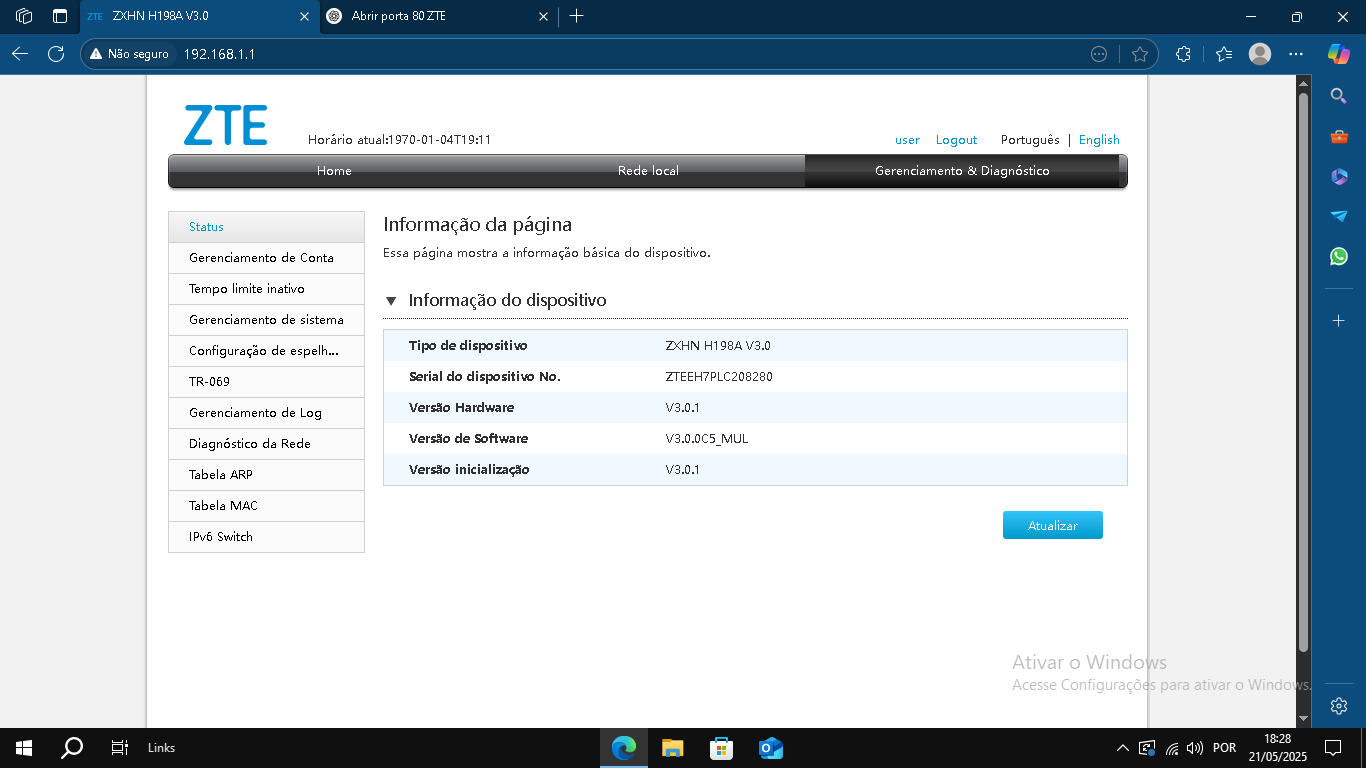 ZTE ZXHN H198A V3.0
Abrir porta 80 ZTE
Não seguro 192.168.1.1
ZTE
Horário atual:1970-01-04T19:11
user Logout Português | English
Home Rede local Gerenciamento & Diagnóstico
Status
Gerenciamento de Conta
Tempo limite inativo
Gerenciamento de sistema
Configuração de espelh...
TR-069
Gerenciamento de Log
Diagnóstico da Rede
Tabela ARP
Tabela MAC
IPv6 Switch
Informação da página
Essa página mostra a informação básica do dispositivo.
Informação do dispositivo
Tipo de dispositivo ZXHN H198A V3.0
Serial do dispositivo No. ZTEEH7PLC208280
Versão Hardware V3.0.1
Versão de Software V3.0.0C5_MUL
Versão inicialização V3.0.1
Atualizar
Ativar o Windows
Acesse Configurações para ativar o Windows.
Links
POR
18:28
21/05/2025